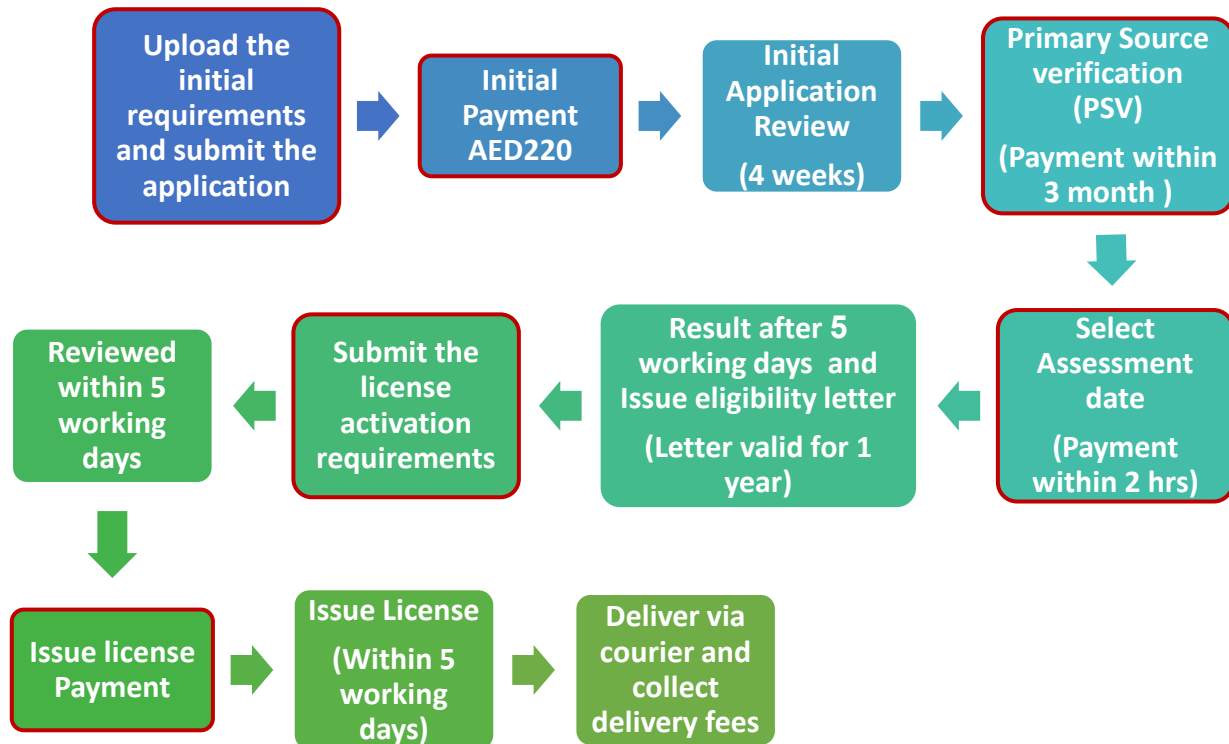 Upload the
initial
requirements
and submit the
application
Initial
Payment
AED220
Initial
Application
Review
(4 weeks)
Primary Source
verification
(PSV)
(Payment within
3 month )
Select
Assessment
date
(Payment
within 2 hrs)
Result after 5
working days and
Issue eligibility letter
(Letter valid for 1
year)
Submit the
license
activation
requirements
Reviewed
within 5
working
days
Issue license
Payment
Issue License
(Within 5
working
days)
Deliver via
courier and
collect
delivery fees